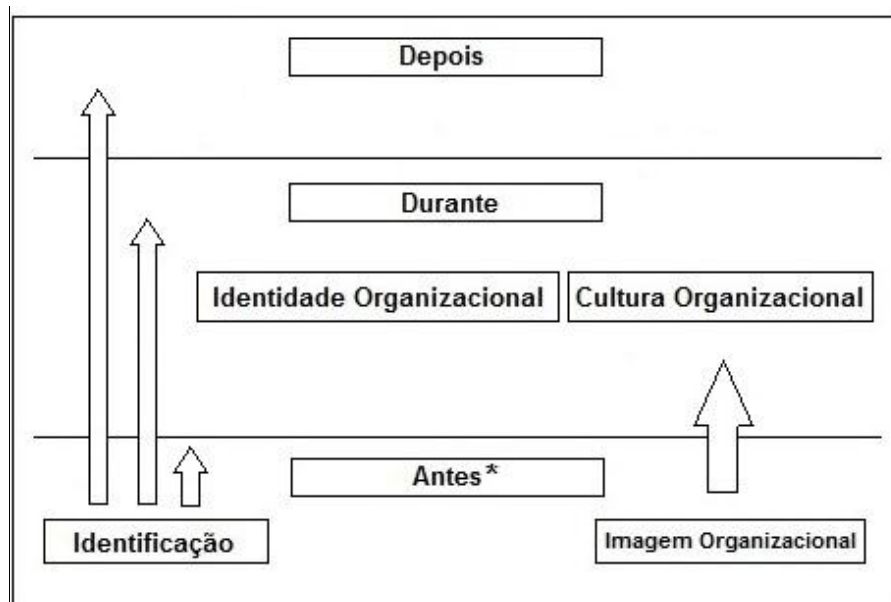 Depois
Durante
Identidade Organizacional
Cultura Organizacional
Antes*
Identificação
Imagem Organizacional